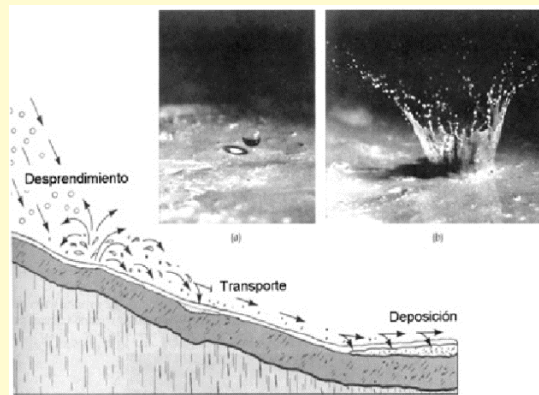 Desprendimiento
(a)
(b)
Transporte
Deposición